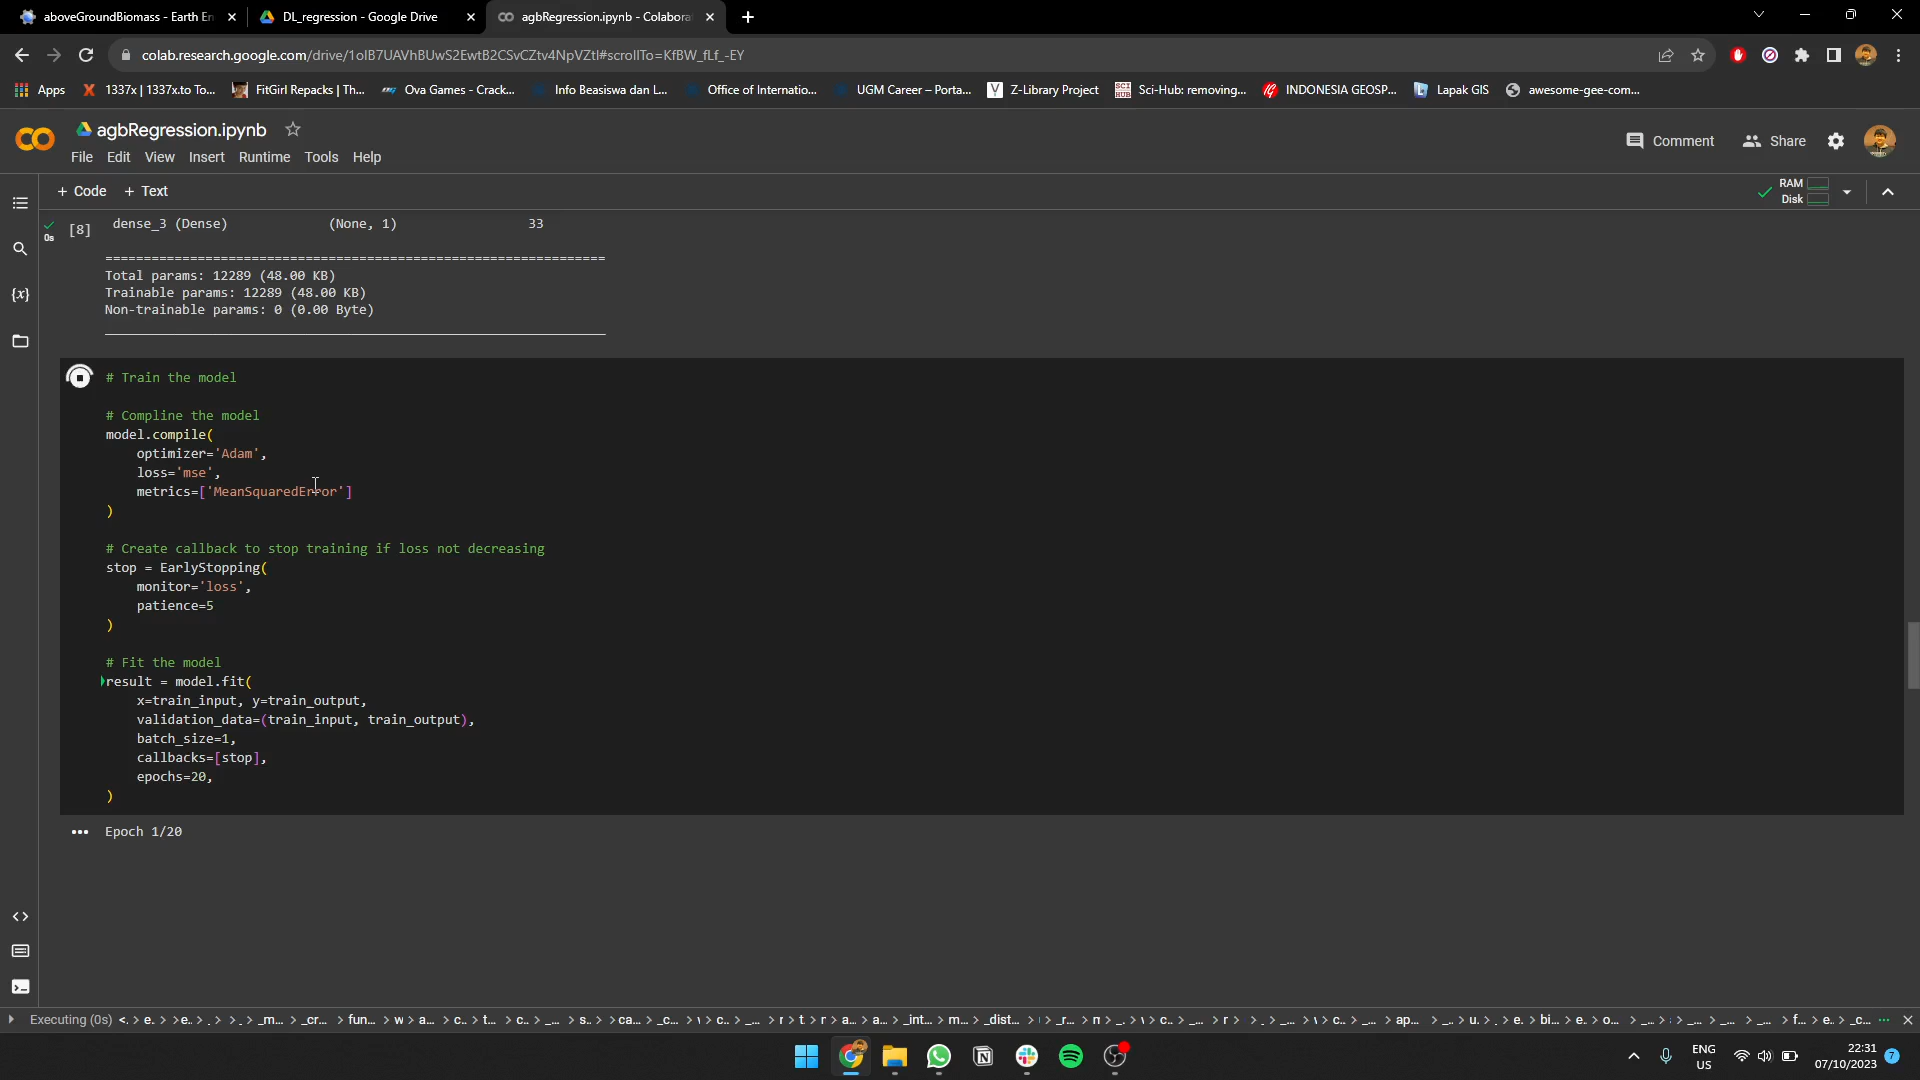 aboveGroundBiomass - Earth En
DL_regression - Google Drive
agbRegression.ipynb - Colabora
colab.research.google.com/drive/1olB7UAVhBUwS2EwtB2CSvCZtv4NpVZtl#scrollTo=KfBW_fLf_-EY
Apps
1337x | 1337x.to To...
FitGirl Repacks | Th...
Ova Games - Crack...
Info Beasiswa dan L...
Office of Internatio...
UGM Career – Porta...
Z-Library Project
Sci-Hub: removing...
INDONESIA GEOSP...
Lapak GIS
awesome-gee-com...
agbRegression.ipynb
Comment
Share
File Edit View Insert Runtime Tools Help
+ Code + Text
RAM
Disk
0s
[8]
dense_3 (Dense) (None, 1) 33
=================================================================
Total params: 12289 (48.00 KB)
Trainable params: 12289 (48.00 KB)
Non-trainable params: 0 (0.00 Byte)
_________________________________________________________________
# Train the model
# Compline the model
model.compile(
optimizer='Adam',
loss='mse',
metrics=['MeanSquaredError']
)
# Create callback to stop training if loss not decreasing
stop = EarlyStopping(
monitor='loss',
patience=5
)
# Fit the model
result = model.fit(
x=train_input, y=train_output,
validation_data=(train_input, train_output),
batch_size=1,
callbacks=[stop],
epochs=20,
)
Epoch 1/20
Executing (0s)
ENG
US
22:31
07/10/2023
7